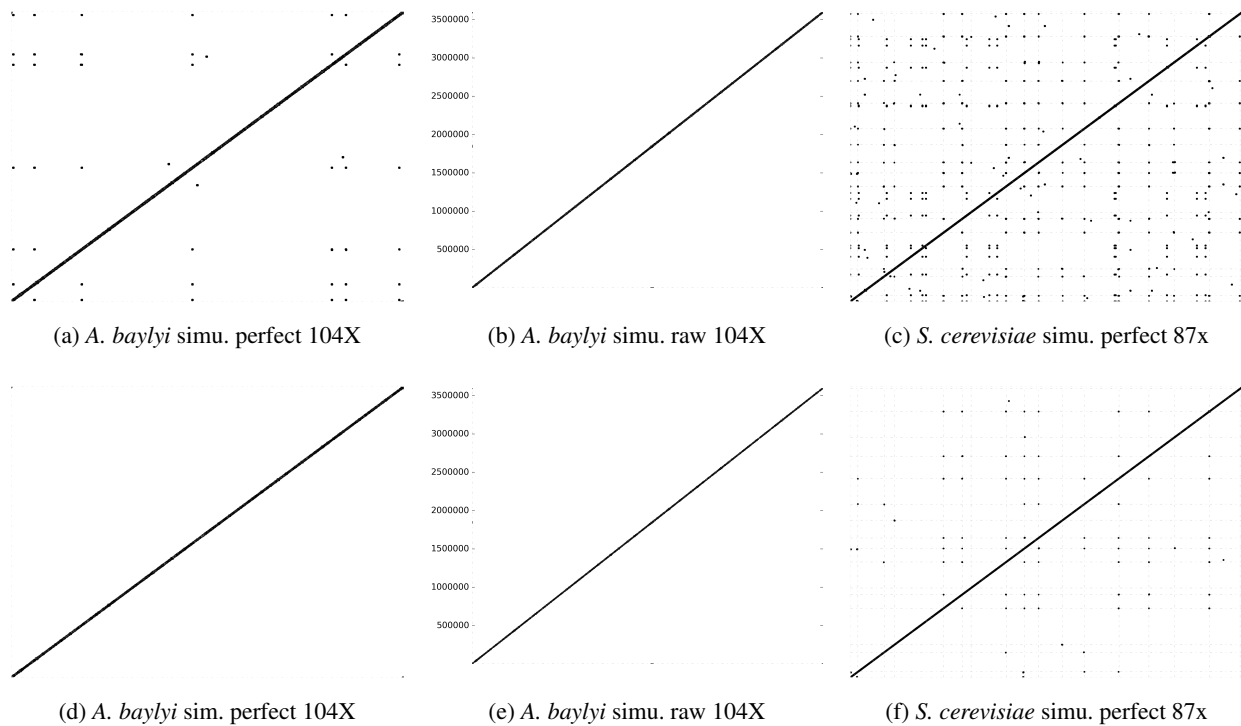 3500000
3000000
2500000
2000000
1500000
1000000
500000
(a) A. baylyi simu. perfect 104X
(b) A. baylyi simu. raw 104X
(c) S. cerevisiae simu. perfect 87x
3500000
3000000
2500000
2000000
1500000
1000000
500000
(d) A. baylyi sim. perfect 104X
(e) A. baylyi simu. raw 104X
(f) S. cerevisiae simu. perfect 87x